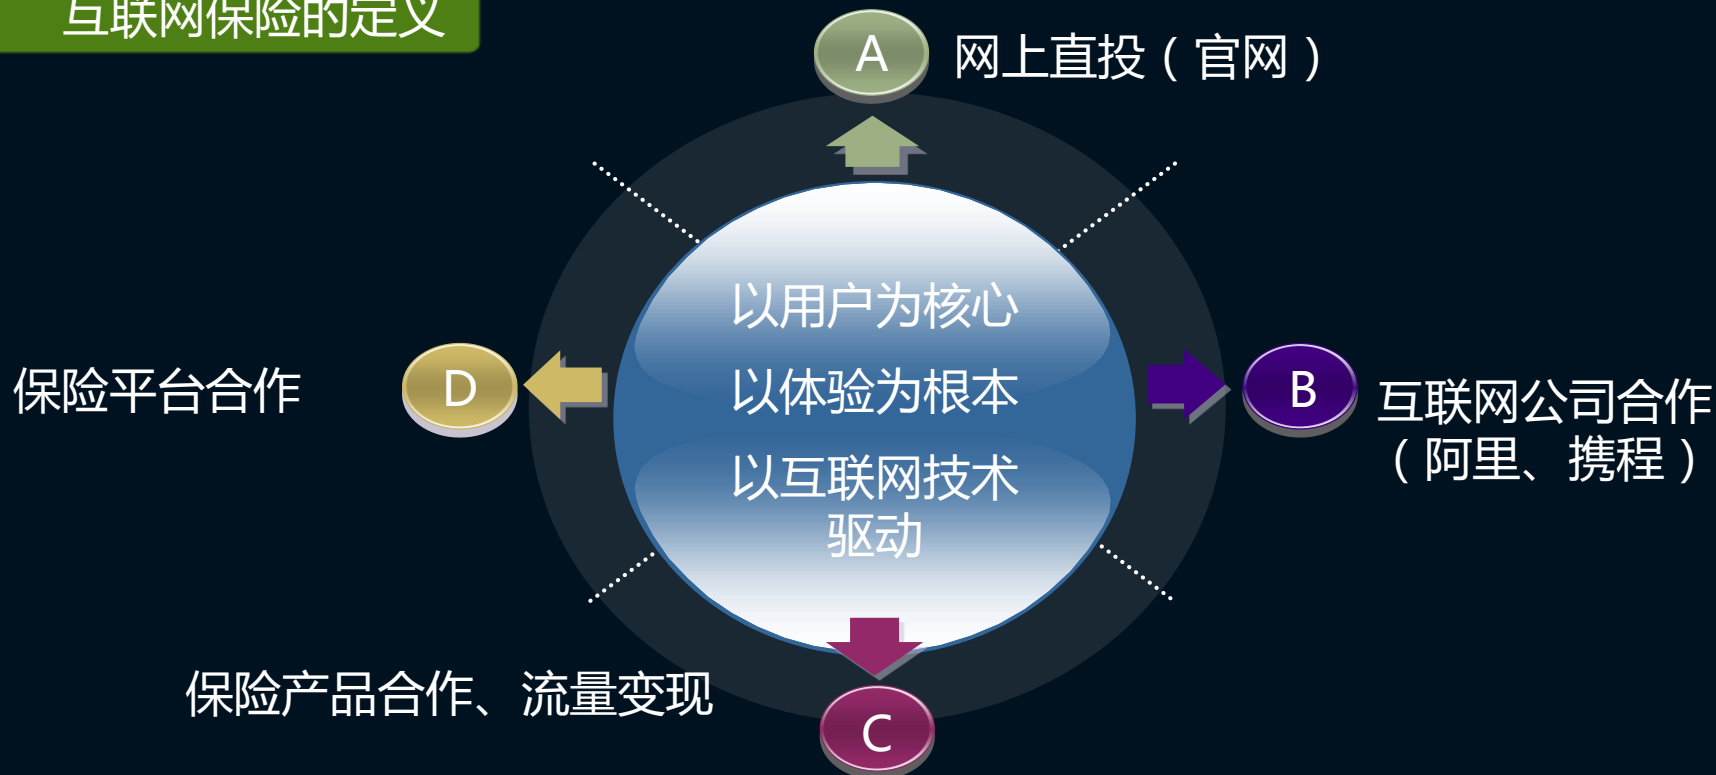 互联网保险的定义
A
网上直投（官网）
以用户为核心
以体验为根本
以互联网技术
驱动
D
保险平台合作
B
互联网公司合作
（阿里、携程）
保险产品合作、流量变现
C